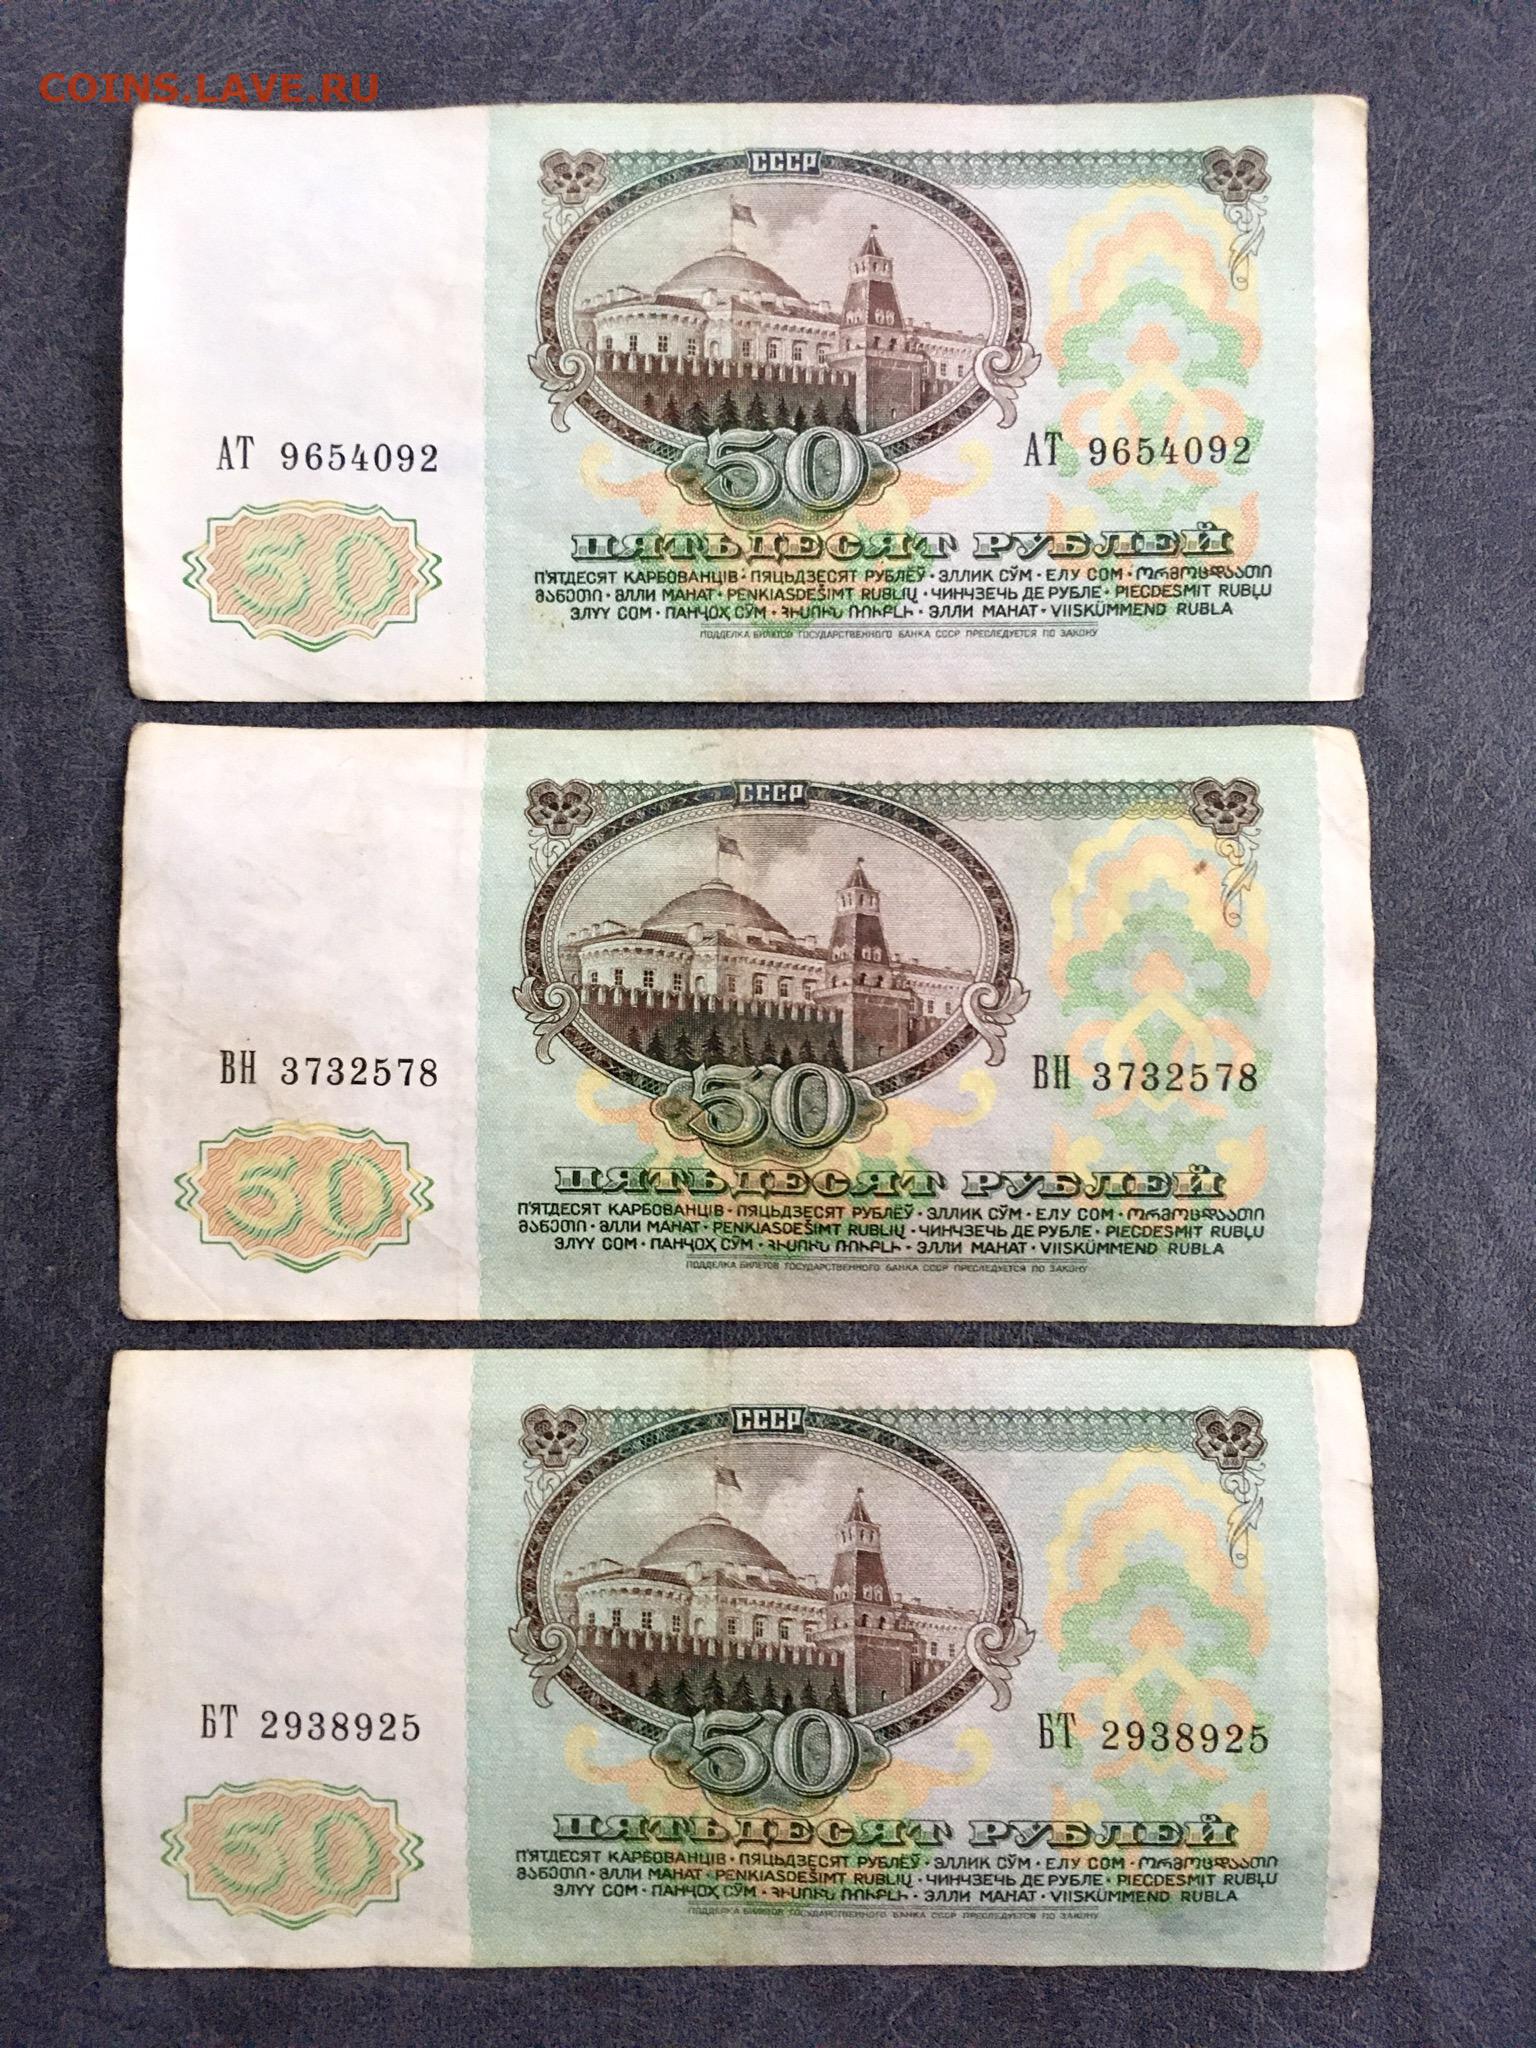 COINS.LAVE.RU
СССР
АТ 9654092
50
АТ 9654092
50
ПЯТЬДЕСЯТ РУБЛЕЙ
П'ЯТДЕСЯТ КАРБОВАНЦІВ · ПЯЦЬДЗЕСЯТ РУБЛЁЎ · ЭЛЛИК СЎМ · ЕЛУ СОМ · ᲝᲠᲛᲝᲪᲓᲐᲐᲗᲘ
ᲛᲐᲜᲔᲗᲘ · ӘЛЛИ МАНАТ · PENKIASDEŠIMT RUBLIŲ · ЧИНЧЗЕЧЬ ДЕ РУБЛЕ · PIECDESMIT RUBĻU
ЭЛҮҮ СОМ · ПАНҶОҲ СЎМ · ՀԻՍՈՒՆ ՌՈՒԲԼԻ · ЭЛЛИ МАНАТ · VIISKÜMMEND RUBLA
ПОДДЕЛКА БИЛЕТОВ ГОСУДАРСТВЕННОГО БАНКА СССР ПРЕСЛЕДУЕТСЯ ПО ЗАКОНУ
СССР
ВН 3732578
50
ВН 3732578
50
ПЯТЬДЕСЯТ РУБЛЕЙ
П'ЯТДЕСЯТ КАРБОВАНЦІВ · ПЯЦЬДЗЕСЯТ РУБЛЁЎ · ЭЛЛИК СЎМ · ЕЛУ СОМ · ᲝᲠᲛᲝᲪᲓᲐᲐᲗᲘ
ᲛᲐᲜᲔᲗᲘ · ӘЛЛИ МАНАТ · PENKIASDEŠIMT RUBLIŲ · ЧИНЧЗЕЧЬ ДЕ РУБЛЕ · PIECDESMIT RUBĻU
ЭЛҮҮ СОМ · ПАНҶОҲ СЎМ · ՀԻՍՈՒՆ ՌՈՒԲԼԻ · ЭЛЛИ МАНАТ · VIISKÜMMEND RUBLA
ПОДДЕЛКА БИЛЕТОВ ГОСУДАРСТВЕННОГО БАНКА СССР ПРЕСЛЕДУЕТСЯ ПО ЗАКОНУ
СССР
БТ 2938925
50
БТ 2938925
50
ПЯТЬДЕСЯТ РУБЛЕЙ
П'ЯТДЕСЯТ КАРБОВАНЦІВ · ПЯЦЬДЗЕСЯТ РУБЛЁЎ · ЭЛЛИК СЎМ · ЕЛУ СОМ · ᲝᲠᲛᲝᲪᲓᲐᲐᲗᲘ
ᲛᲐᲜᲔᲗᲘ · ӘЛЛИ МАНАТ · PENKIASDEŠIMT RUBLIŲ · ЧИНЧЗЕЧЬ ДЕ РУБЛЕ · PIECDESMIT RUBĻU
ЭЛҮҮ СОМ · ПАНҶОҲ СЎМ · ՀԻՍՈՒՆ ՌՈՒԲԼԻ · ЭЛЛИ МАНАТ · VIISKÜMMEND RUBLA
ПОДДЕЛКА БИЛЕТОВ ГОСУДАРСТВЕННОГО БАНКА СССР ПРЕСЛЕДУЕТСЯ ПО ЗАКОНУ